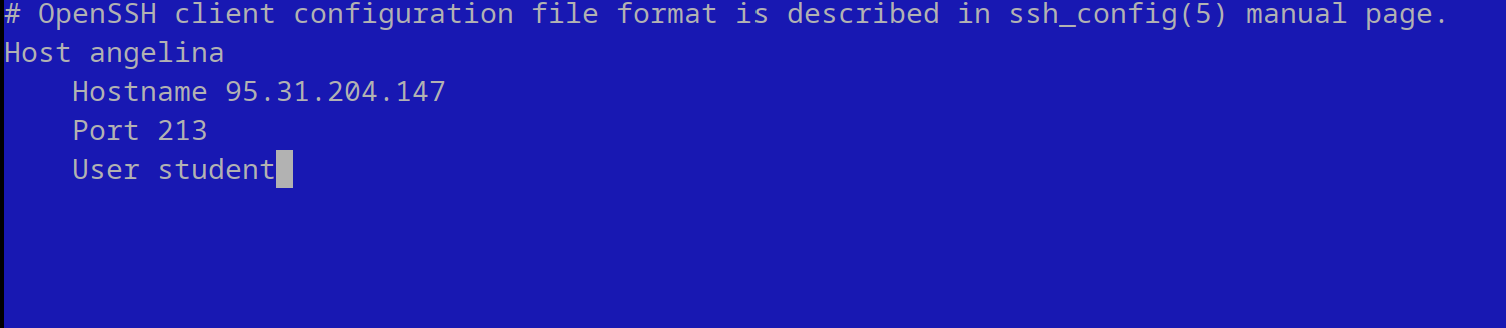 # OpenSSH client configuration file format is described in ssh_config(5) manual page.
Host angelina
    Hostname 95.31.204.147
    Port 213
    User student